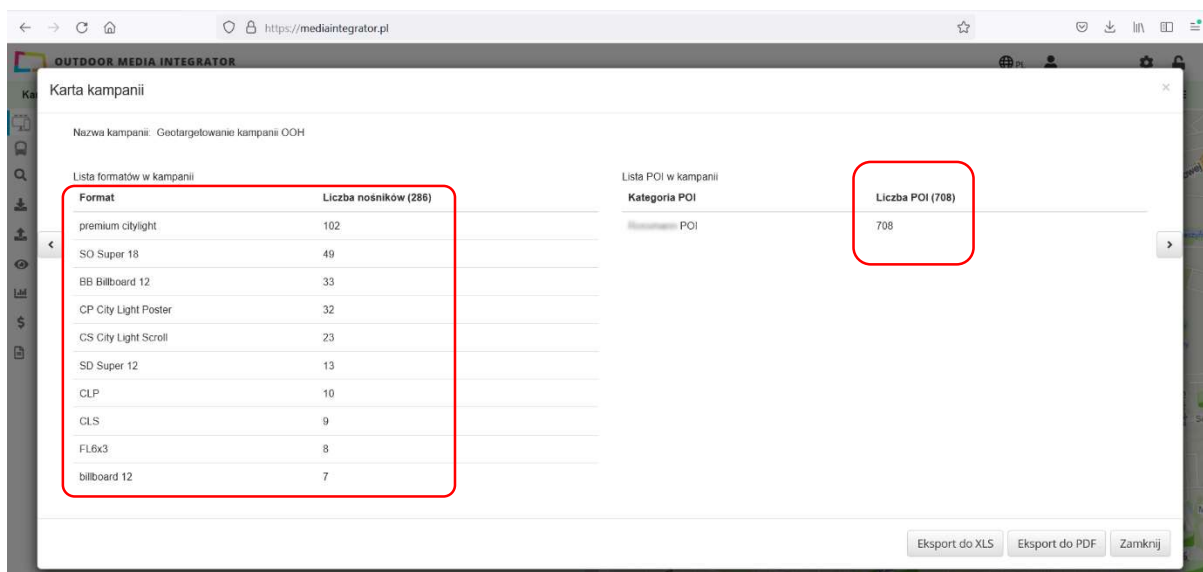 https://mediaintegrator.pl
OUTDOOR MEDIA INTEGRATOR
PL
Karta kampanii
×
Nazwa kampanii: Geotargetowanie kampanii OOH
Lista formatów w kampanii
Format Liczba nośników (286)
premium citylight 102
SO Super 18 49
BB Billboard 12 33
CP City Light Poster 32
CS City Light Scroll 23
SD Super 12 13
CLP 10
CLS 9
FL6x3 8
billboard 12 7
Lista POI w kampanii
Kategoria POI Liczba POI (708)
POI 708
Eksport do XLS Eksport do PDF Zamknij